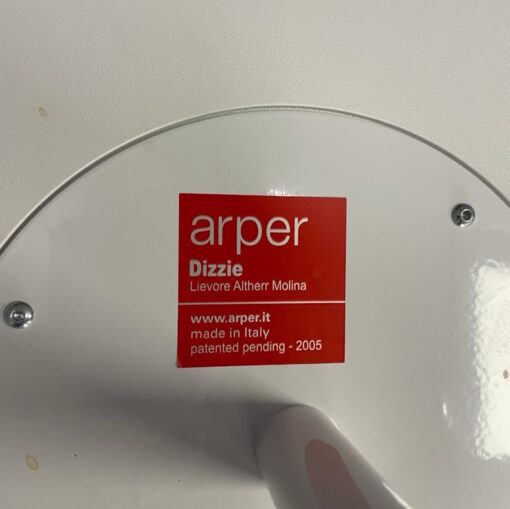 arper
Dizzie
Lievore Altherr Molina
www.arper.it
made in Italy
patented pending - 2005